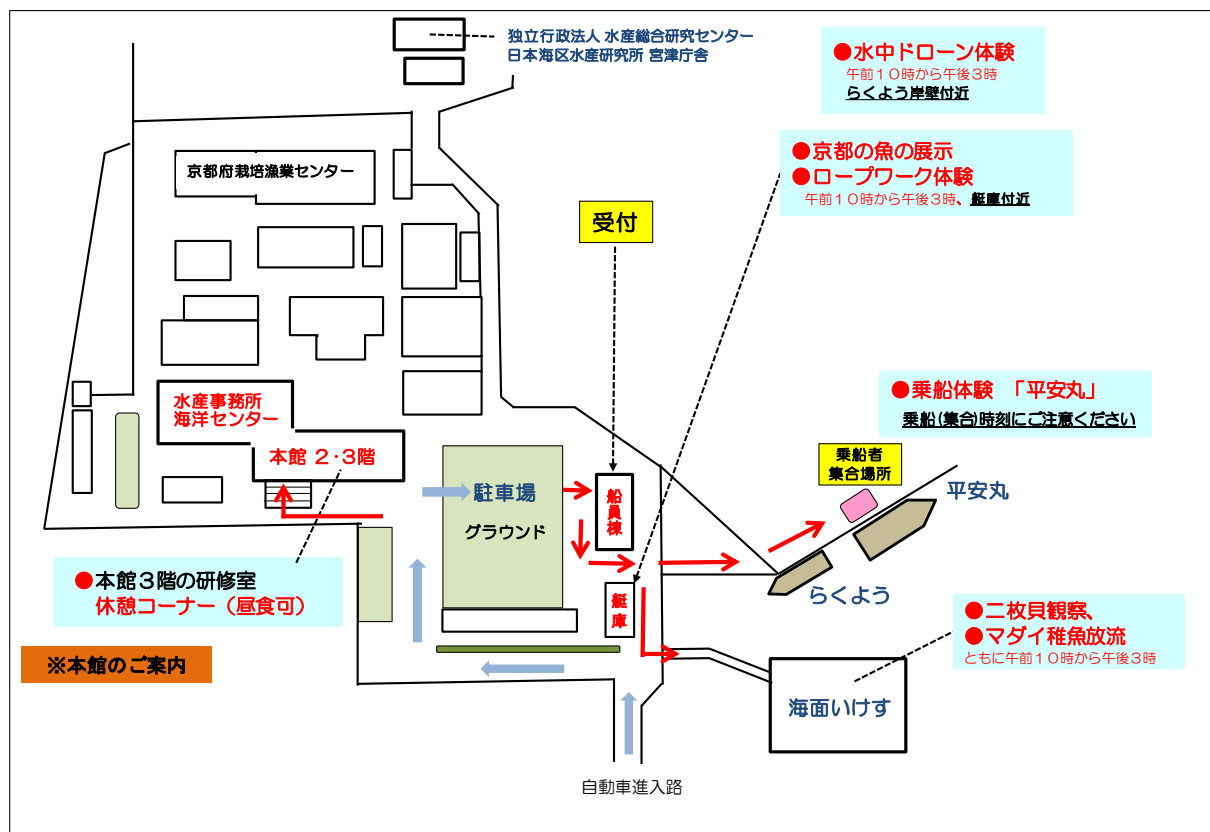 独立行政法人 水産総合研究センター
日本海区水産研究所 宮津庁舎
●水中ドローン体験
午前１０時から午後３時
らくよう岸壁付近
●京都の魚の展示
●ロープワーク体験
午前１０時から午後３時、艇庫付近
京都府栽培漁業センター
受付
●乗船体験　「平安丸」
乗船(集合)時刻にご注意ください
水産事務所
海洋センター
本館 ２・３階
乗船者
集合場所
平安丸
駐車場
グラウンド
船員棟
●本館３階の研修室
休憩コーナー（昼食可）
艇庫
らくよう
●二枚貝観察、
●マダイ稚魚放流
ともに午前１０時から午後３時
※本館のご案内
海面いけす
自動車進入路